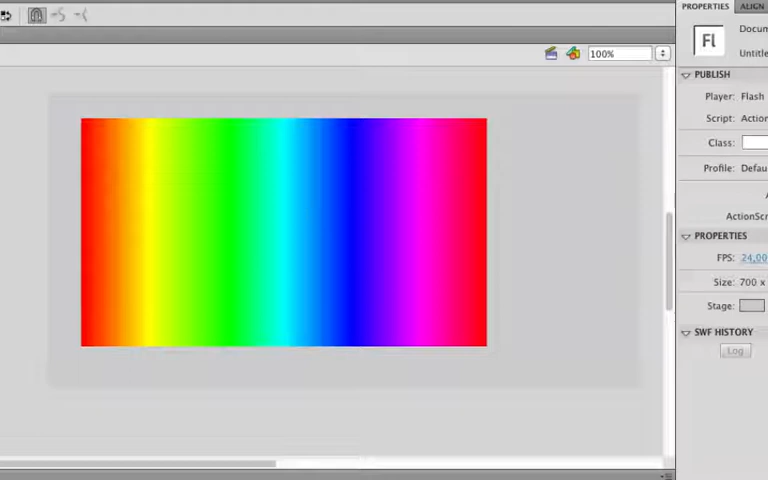 PROPERTIES ALIGN
Fl
Docum
Untitle
100%
PUBLISH
Player: Flash
Script: Action
Class:
Profile: Defau
ActionScr
PROPERTIES
FPS: 24,00
Size: 700 x
Stage:
SWF HISTORY
Log